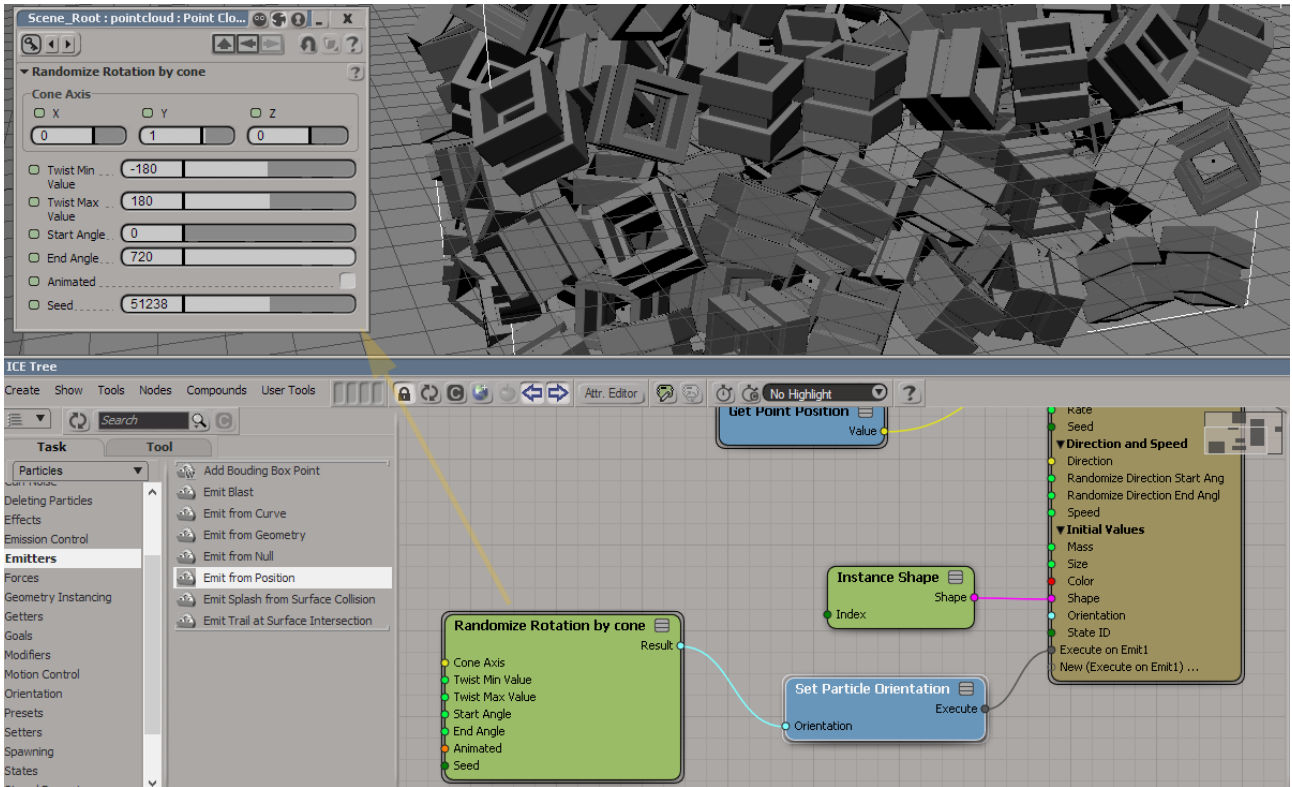 Scene_Root : pointcloud : Point Clo...
X
?
Randomize Rotation by cone
?
Cone Axis
X Y Z
0 1 0
Twist Min Value
-180
Twist Max Value
180
Start Angle
0
End Angle
720
Animated
Seed
51238
ICE Tree
Create Show Tools Nodes Compounds User Tools
Attr. Editor
No Highlight
?
Search
Task Tool
Particles
Curl Noise
Deleting Particles
Effects
Emission Control
Emitters
Forces
Geometry Instancing
Getters
Goals
Modifiers
Motion Control
Orientation
Presets
Setters
Spawning
States
Add Bouding Box Point
Emit Blast
Emit from Curve
Emit from Geometry
Emit from Null
Emit from Position
Emit Splash from Surface Collision
Emit Trail at Surface Intersection
Get Point Position
Value
Randomize Rotation by cone
Result
Cone Axis
Twist Min Value
Twist Max Value
Start Angle
End Angle
Animated
Seed
Instance Shape
Shape
Index
Set Particle Orientation
Execute
Orientation
Rate
Seed
Direction and Speed
Direction
Randomize Direction Start Ang
Randomize Direction End Angl
Speed
Initial Values
Mass
Size
Color
Shape
Orientation
State ID
Execute on Emit1
New (Execute on Emit1) ...